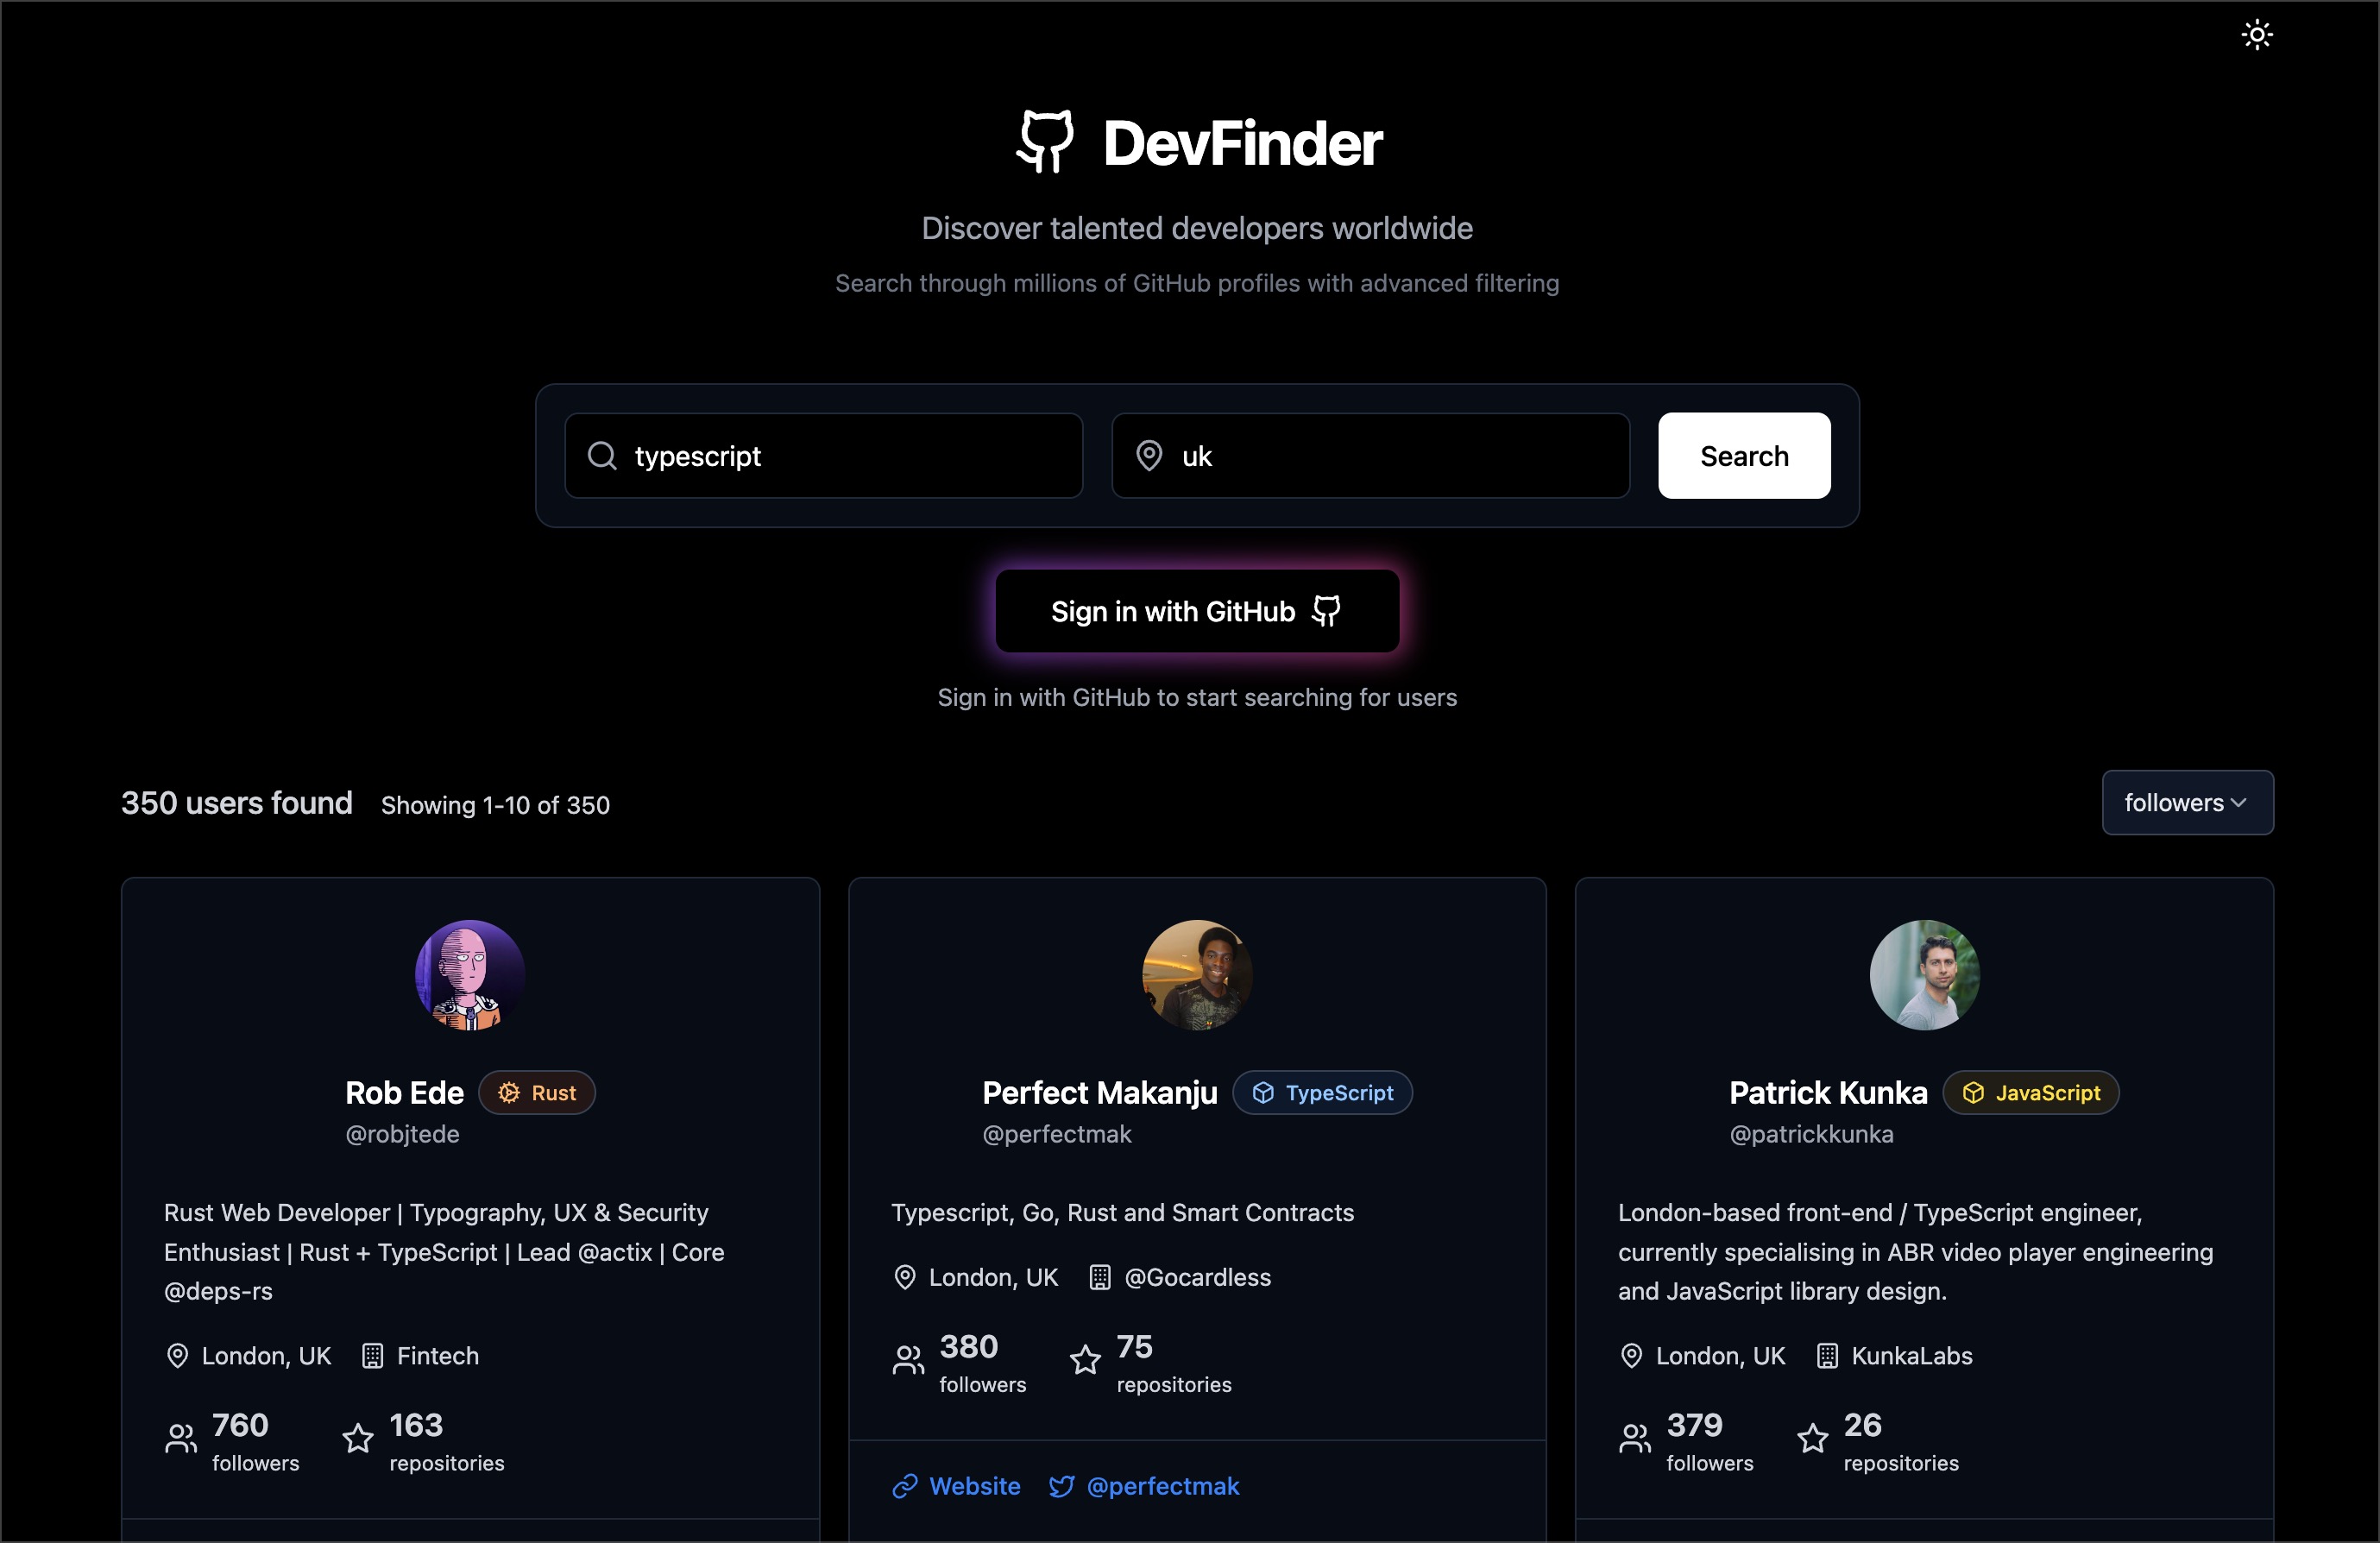 DevFinder
Discover talented developers worldwide
Search through millions of GitHub profiles with advanced filtering
typescript
uk
Search
Sign in with GitHub
Sign in with GitHub to start searching for users
350 users found
Showing 1-10 of 350
followers
Rob Ede
Rust
@robjtede
Rust Web Developer | Typography, UX & Security
Enthusiast | Rust + TypeScript | Lead @actix | Core
@deps-rs
London, UK
Fintech
760
followers
163
repositories
Perfect Makanju
TypeScript
@perfectmak
Typescript, Go, Rust and Smart Contracts
London, UK
@Gocardless
380
followers
75
repositories
Website
@perfectmak
Patrick Kunka
JavaScript
@patrickkunka
London-based front-end / TypeScript engineer,
currently specialising in ABR video player engineering
and JavaScript library design.
London, UK
KunkaLabs
379
followers
26
repositories